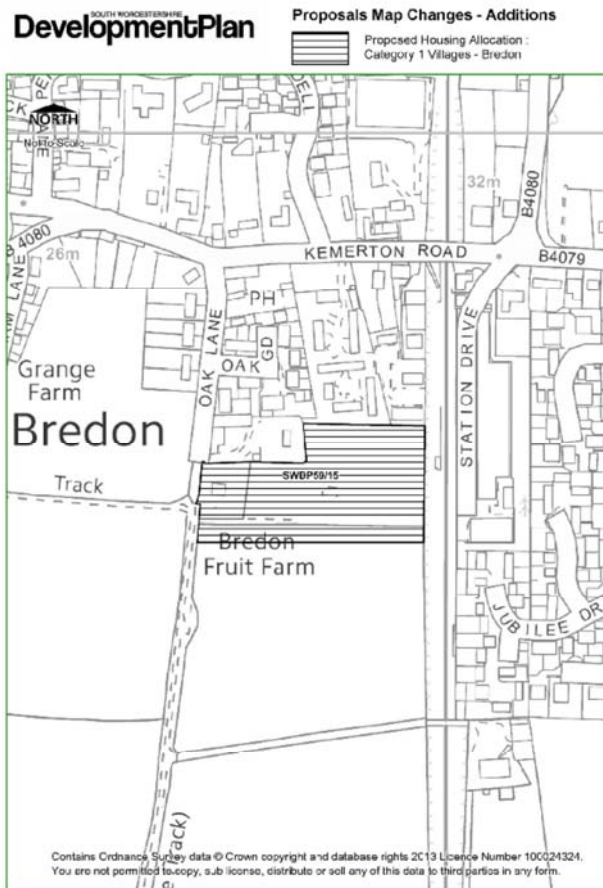 SOUTH WORCESTERSHIRE
DevelopmentPlan
Proposals Map Changes - Additions
Proposed Housing Allocation :
Category 1 Villages - Bredon
NORTH
Not to Scale
DELL
32m
B4080
B 4080
26m
KEMERTON ROAD
B4079
LANE
PH
OAK LANE
OAK
GD
STATION DRIVE
Grange
Farm
Bredon
SWDP59/15
Track
Bredon
Fruit Farm
JUBILEE DR
Track)
Contains Ordnance Survey data © Crown copyright and database rights 2013 Licence Number 100024324.
You are not permitted to copy, sub license, distribute or sell any of this data to third parties in any form.